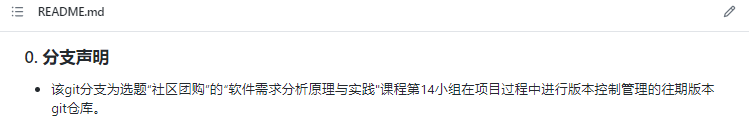 README.md
0. 分支声明
该git分支为选题“社区团购”的“软件需求分析原理与实践”课程第14小组在项目过程中进行版本控制管理的往期版本
git仓库。